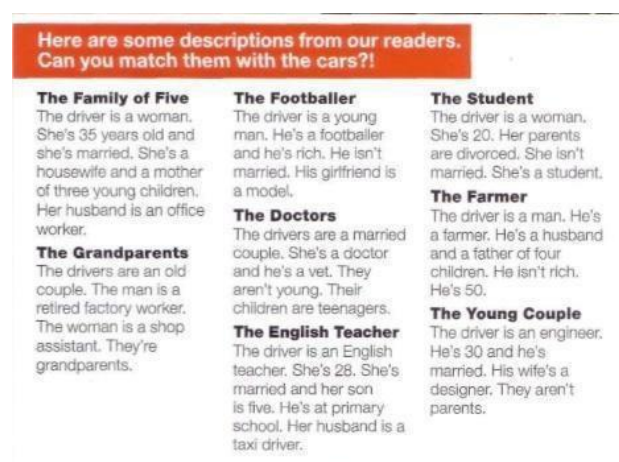 Here are some descriptions from our readers.
Can you match them with the cars?!
The Family of Five
The driver is a woman.
She's 35 years old and
she's married. She's a
housewife and a mother
of three young children.
Her husband is an office
worker.
The Grandparents
The drivers are an old
couple. The man is a
retired factory worker.
The woman is a shop
assistant. They're
grandparents.
The Footballer
The driver is a young
man. He's a footballer
and he's rich. He isn't
married. His girlfriend is
a model.
The Doctors
The drivers are a married
couple. She's a doctor
and he's a vet. They
aren't young. Their
children are teenagers.
The English Teacher
The driver is an English
teacher. She's 28. She's
married and her son
is five. He's at primary
school. Her husband is a
taxi driver.
The Student
The driver is a woman.
She's 20. Her parents
are divorced. She isn't
married. She's a student.
The Farmer
The driver is a man. He's
a farmer. He's a husband
and a father of four
children. He isn't rich.
He's 50.
The Young Couple
The driver is an engineer.
He's 30 and he's
married. His wife's a
designer. They aren't
parents.